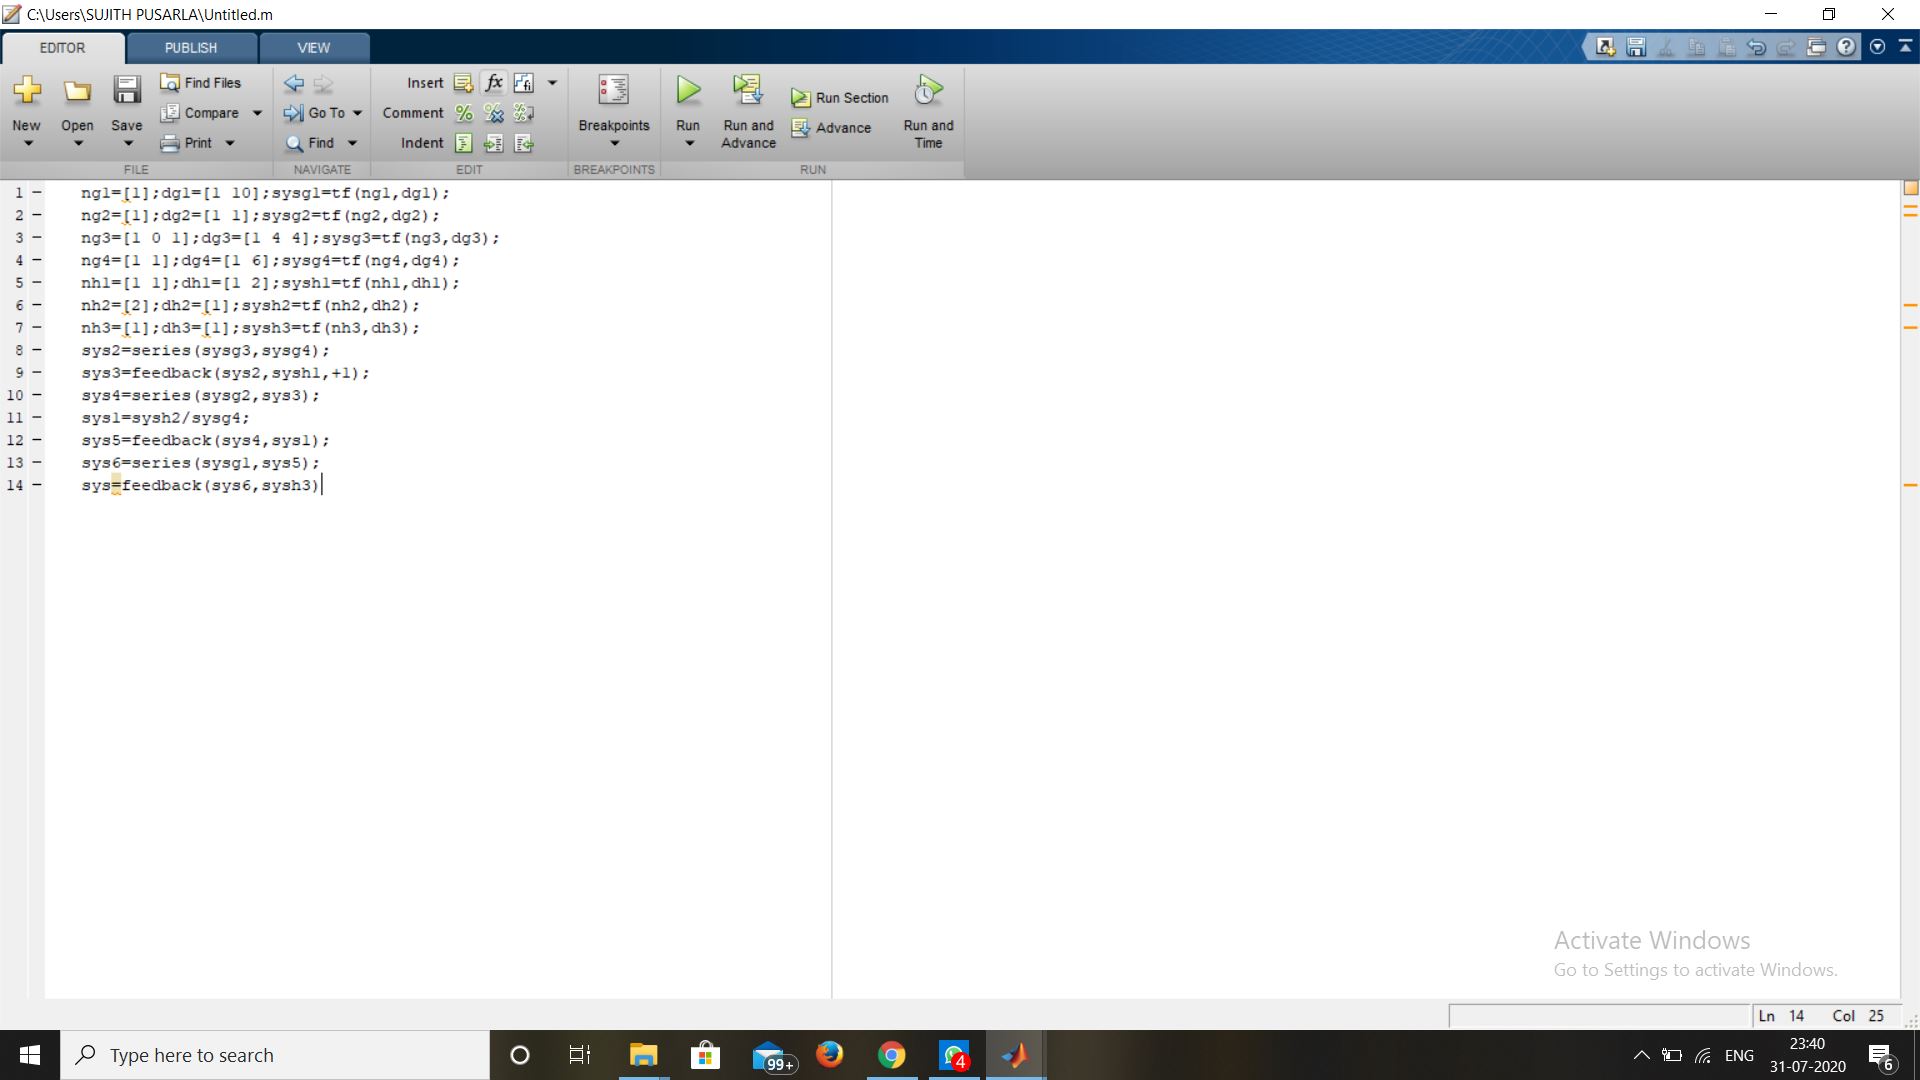 C:\Users\SUJITH PUSARLA\Untitled.m
EDITOR PUBLISH VIEW
New Open Save Find Files Compare Print
FILE
Go To Find
NAVIGATE
Insert fx fi
Comment % % %
Indent
EDIT
Breakpoints
BREAKPOINTS
Run Run and Advance Run Section Advance Run and Time
RUN
1 ng1=[1];dg1=[1 10];sysg1=tf(ng1,dg1);
2 ng2=[1];dg2=[1 1];sysg2=tf(ng2,dg2);
3 ng3=[1 0 1];dg3=[1 4 4];sysg3=tf(ng3,dg3);
4 ng4=[1 1];dg4=[1 6];sysg4=tf(ng4,dg4);
5 nh1=[1 1];dh1=[1 2];sysh1=tf(nh1,dh1);
6 nh2=[2];dh2=[1];sysh2=tf(nh2,dh2);
7 nh3=[1];dh3=[1];sysh3=tf(nh3,dh3);
8 sys2=series(sysg3,sysg4);
9 sys3=feedback(sys2,sysh1,+1);
10 sys4=series(sysg2,sys3);
11 sys1=sysh2/sysg4;
12 sys5=feedback(sys4,sys1);
13 sys6=series(sysg1,sys5);
14 sys=feedback(sys6,sysh3)
Activate Windows
Go to Settings to activate Windows.
Ln 14 Col 25
Type here to search
99+
4
ENG
23:40
31-07-2020
6